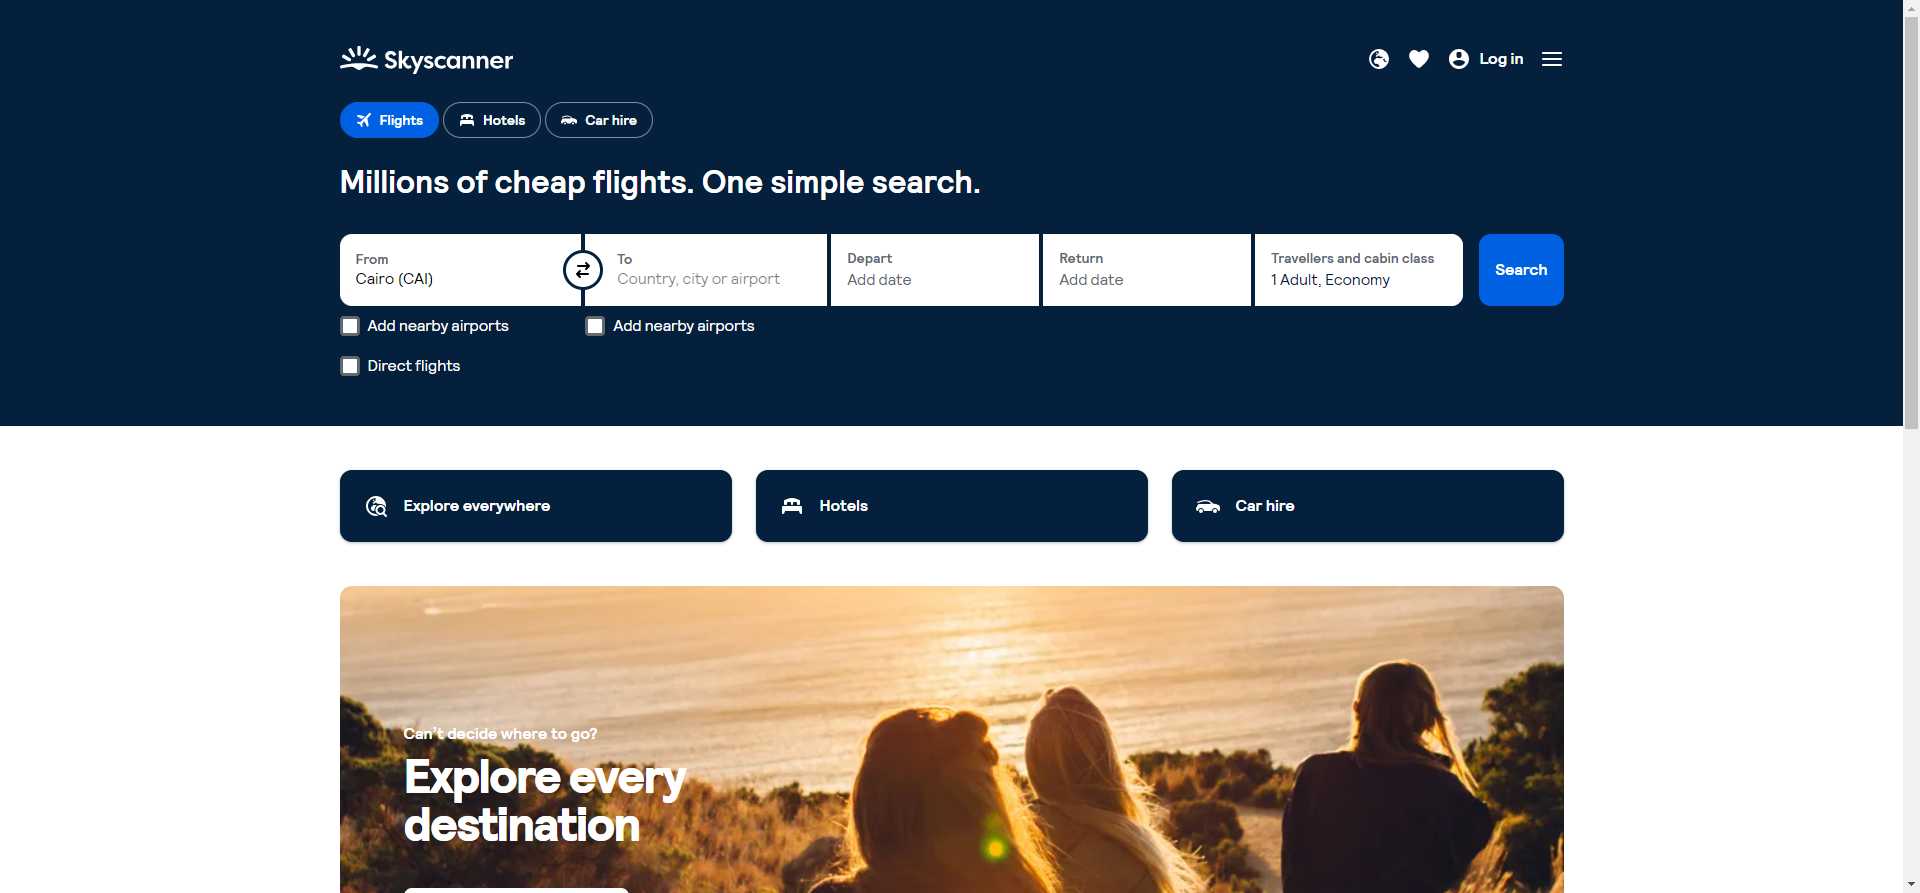 Skyscanner
Log in
Flights
Hotels
Car hire
Millions of cheap flights. One simple search.
From
Cairo (CAI)
To
Country, city or airport
Depart
Add date
Return
Add date
Travellers and cabin class
1 Adult, Economy
Search
Add nearby airports
Add nearby airports
Direct flights
Explore everywhere
Hotels
Car hire
Can't decide where to go?
Explore every
destination